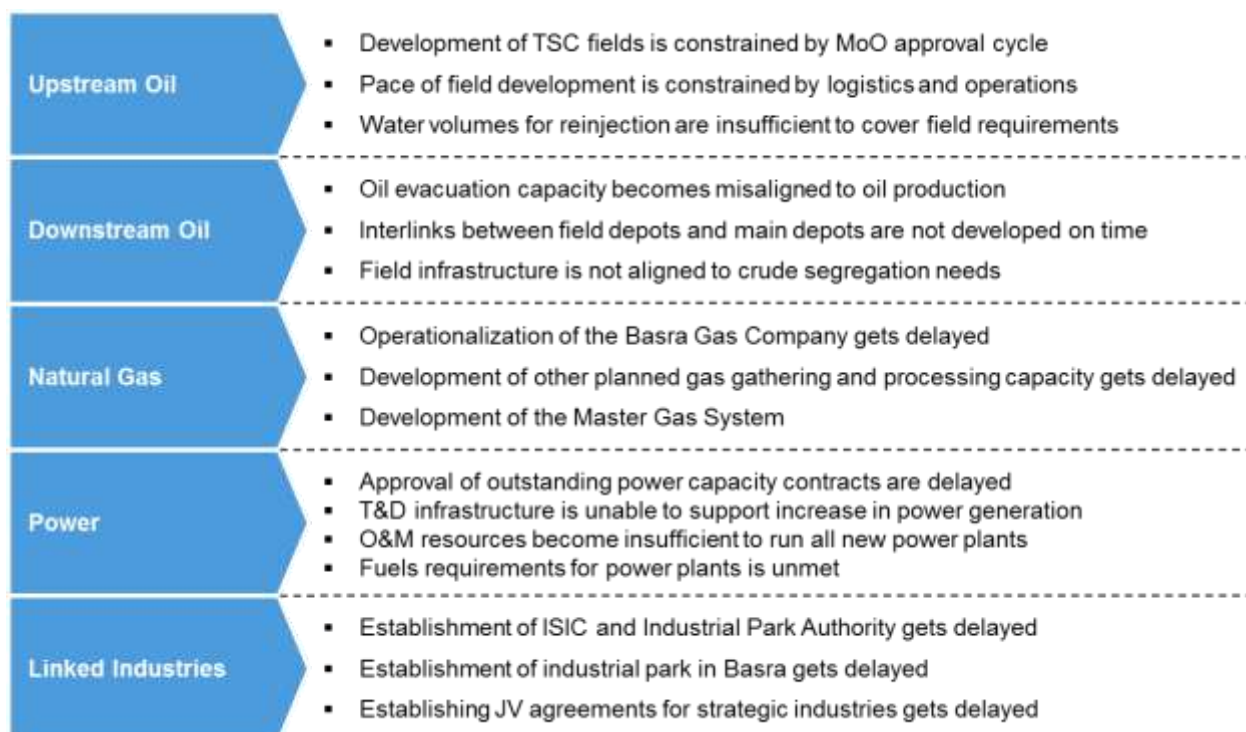 Upstream Oil
▪ Development of TSC fields is constrained by MoO approval cycle
▪ Pace of field development is constrained by logistics and operations
▪ Water volumes for reinjection are insufficient to cover field requirements
Downstream Oil
▪ Oil evacuation capacity becomes misaligned to oil production
▪ Interlinks between field depots and main depots are not developed on time
▪ Field infrastructure is not aligned to crude segregation needs
Natural Gas
▪ Operationalization of the Basra Gas Company gets delayed
▪ Development of other planned gas gathering and processing capacity gets delayed
▪ Development of the Master Gas System
Power
▪ Approval of outstanding power capacity contracts are delayed
▪ T&D infrastructure is unable to support increase in power generation
▪ O&M resources become insufficient to run all new power plants
▪ Fuels requirements for power plants is unmet
Linked Industries
▪ Establishment of ISIC and Industrial Park Authority gets delayed
▪ Establishment of industrial park in Basra gets delayed
▪ Establishing JV agreements for strategic industries gets delayed